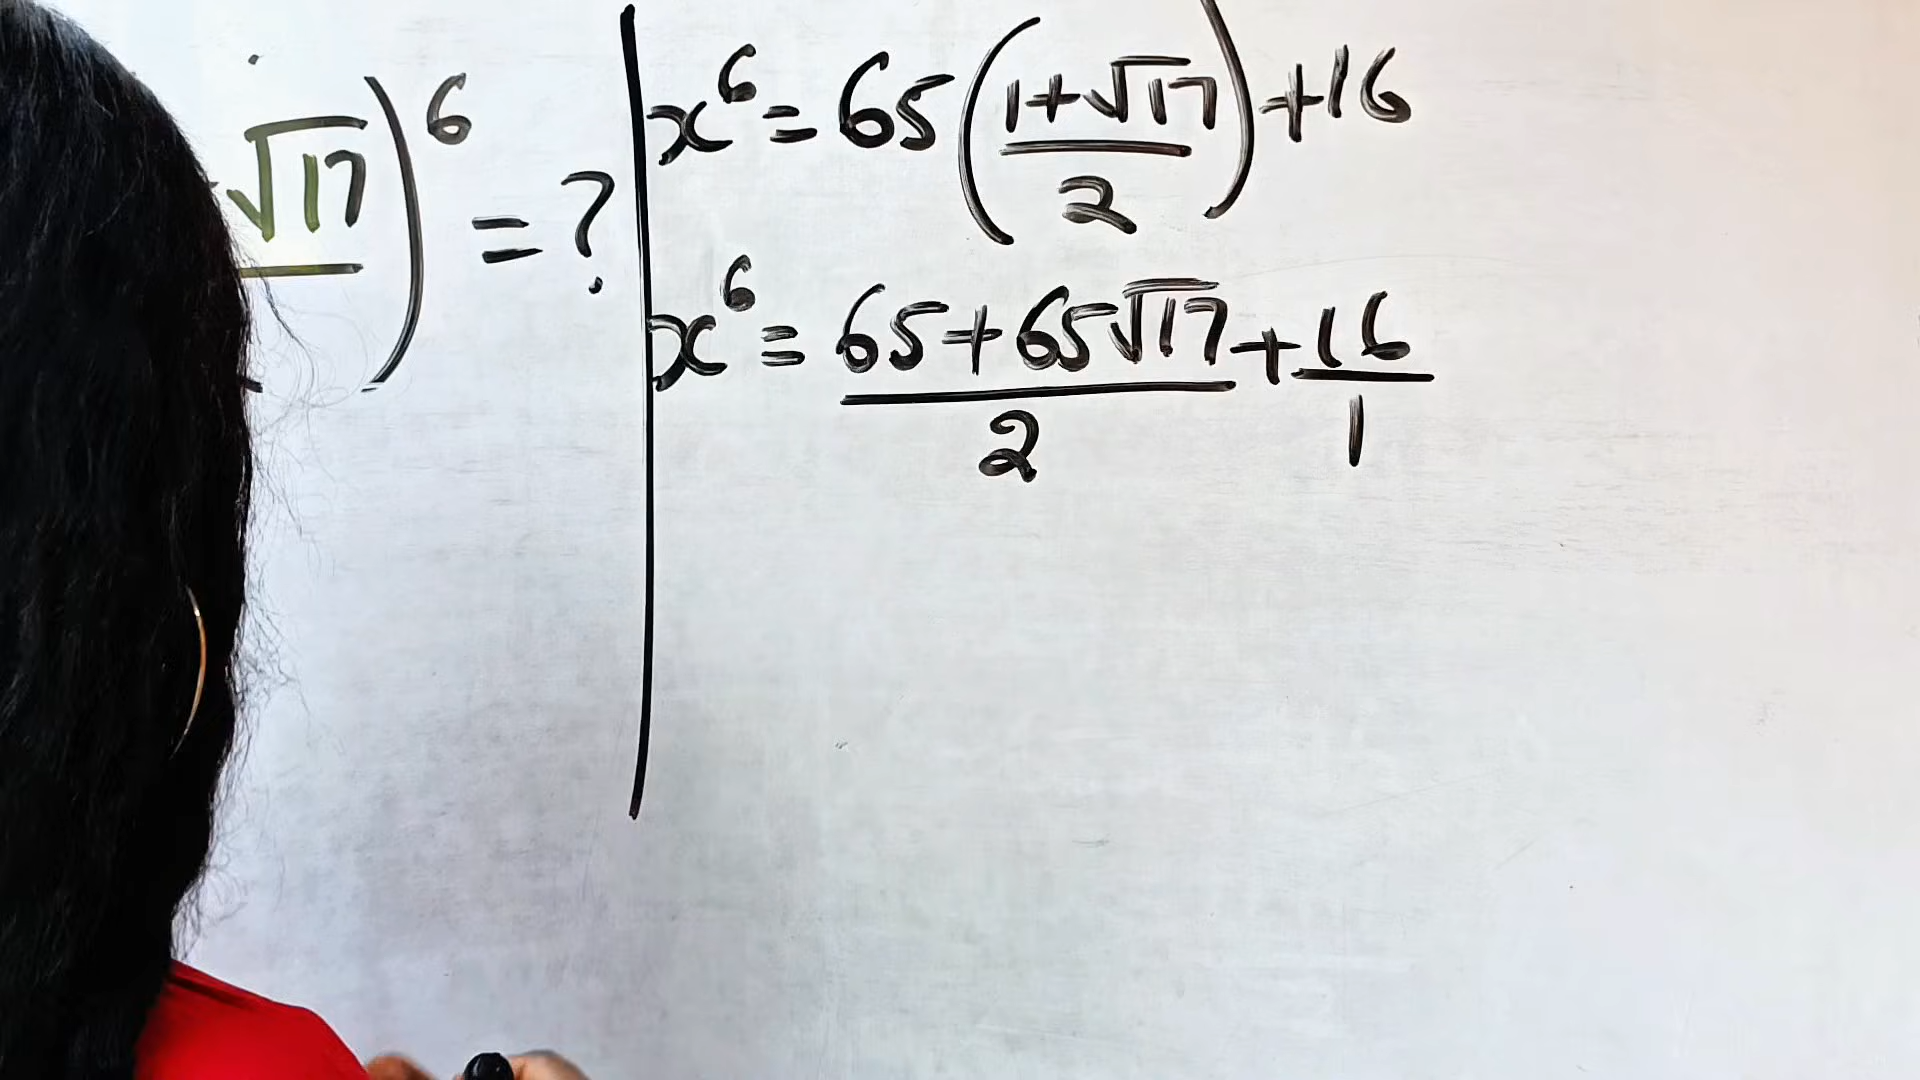 √17)⁶ = ?
x⁶ = 65((1+√17)/2) + 16
x⁶ = (65+65√17)/2 + 16/1